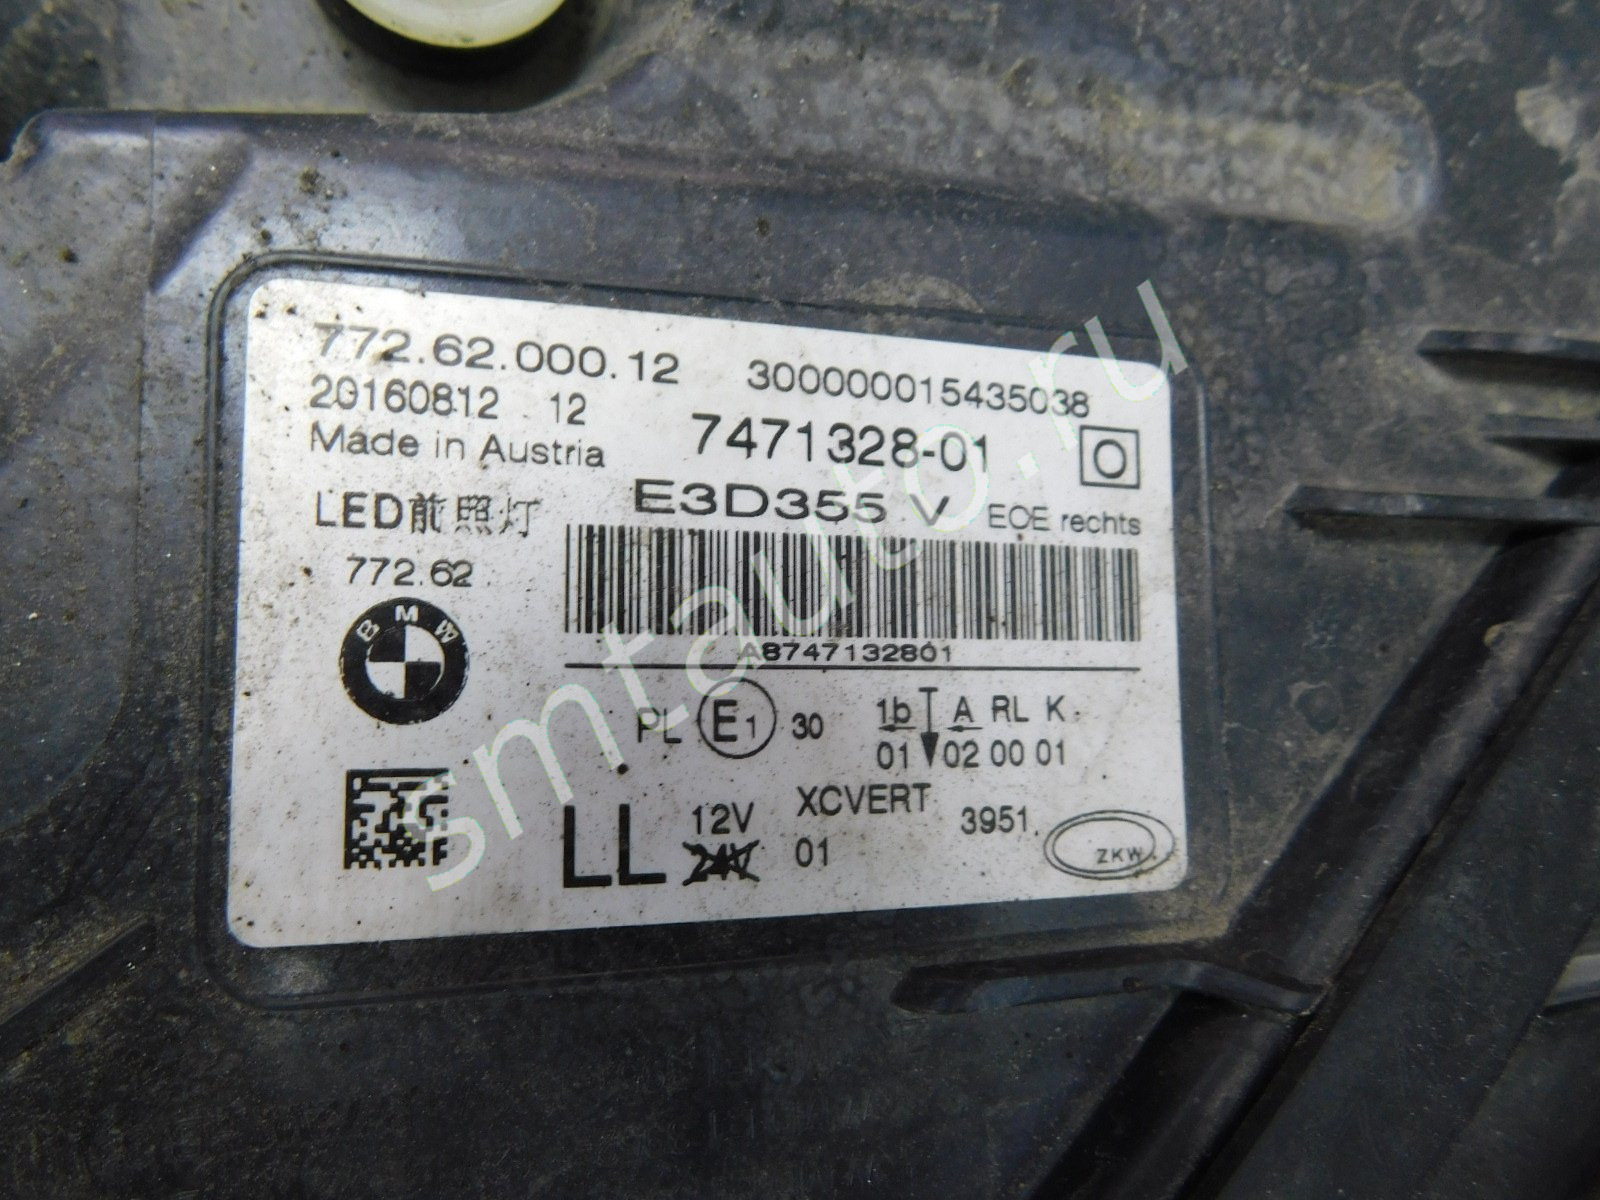 772.62.000.12 300000015435038
20160812 12 7471328-01 O
Made in Austria
LED前照灯 E3D355 V ECE rechts
772.62
A8747132801
BMW
PL E1 30 1b A RL K
01 02 00 01
LL 12V XCVERT 3951
24V 01 ZKW
smtauto.ru